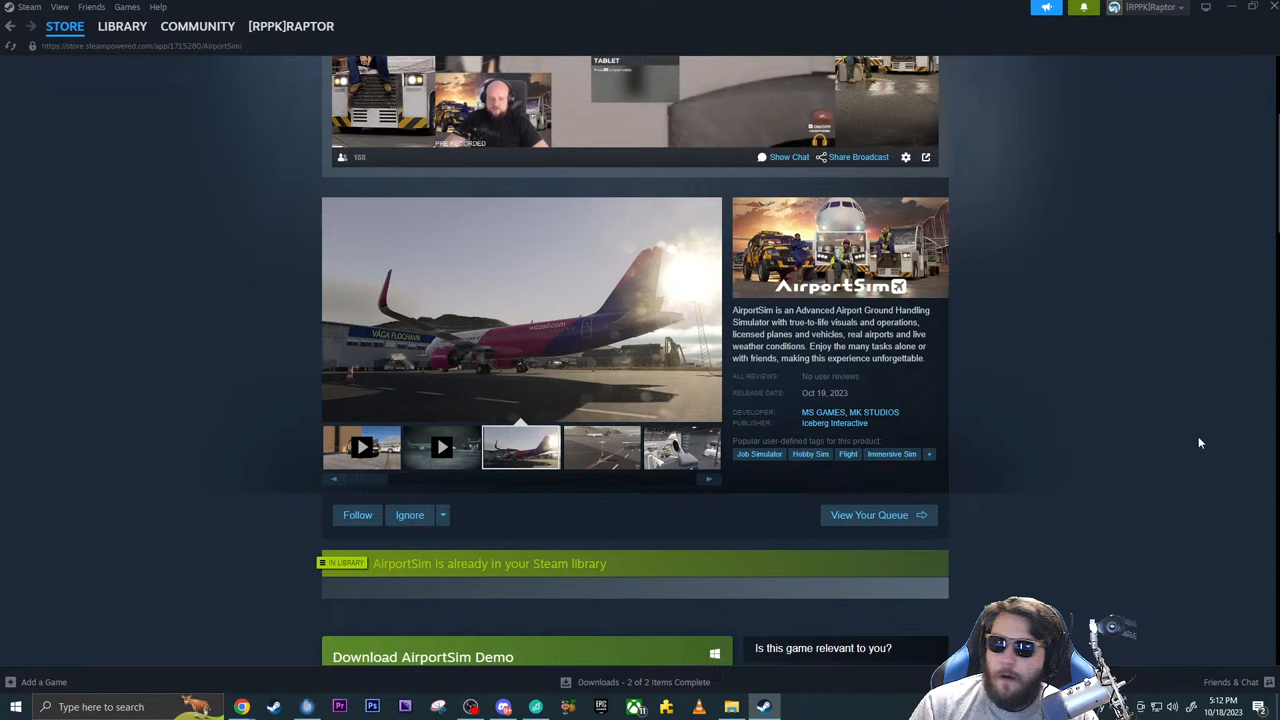 Steam View Friends Games Help
[RPPK]Raptor
STORE LIBRARY COMMUNITY [RPPK]RAPTOR
https://store.steampowered.com/app/1715280/AirportSim/
TABLET
PRE RECORDED
188
Show Chat
Share Broadcast
wizzair.com
VÁGA FLOGHAVN
AirportSim
AirportSim is an Advanced Airport Ground Handling
Simulator with true-to-life visuals and operations,
licensed planes and vehicles, real airports and live
weather conditions. Enjoy the many tasks alone or
with friends, making this experience unforgettable.
ALL REVIEWS: No user reviews
RELEASE DATE: Oct 19, 2023
DEVELOPER: MS GAMES, MK STUDIOS
PUBLISHER: Iceberg Interactive
Popular user-defined tags for this product:
Job Simulator Hobby Sim Flight Immersive Sim +
Follow Ignore View Your Queue
IN LIBRARY AirportSim is already in your Steam library
Download AirportSim Demo
Is this game relevant to you?
Add a Game
Downloads - 2 of 2 Items Complete
Friends & Chat
Type here to search
5:12 PM
10/18/2023